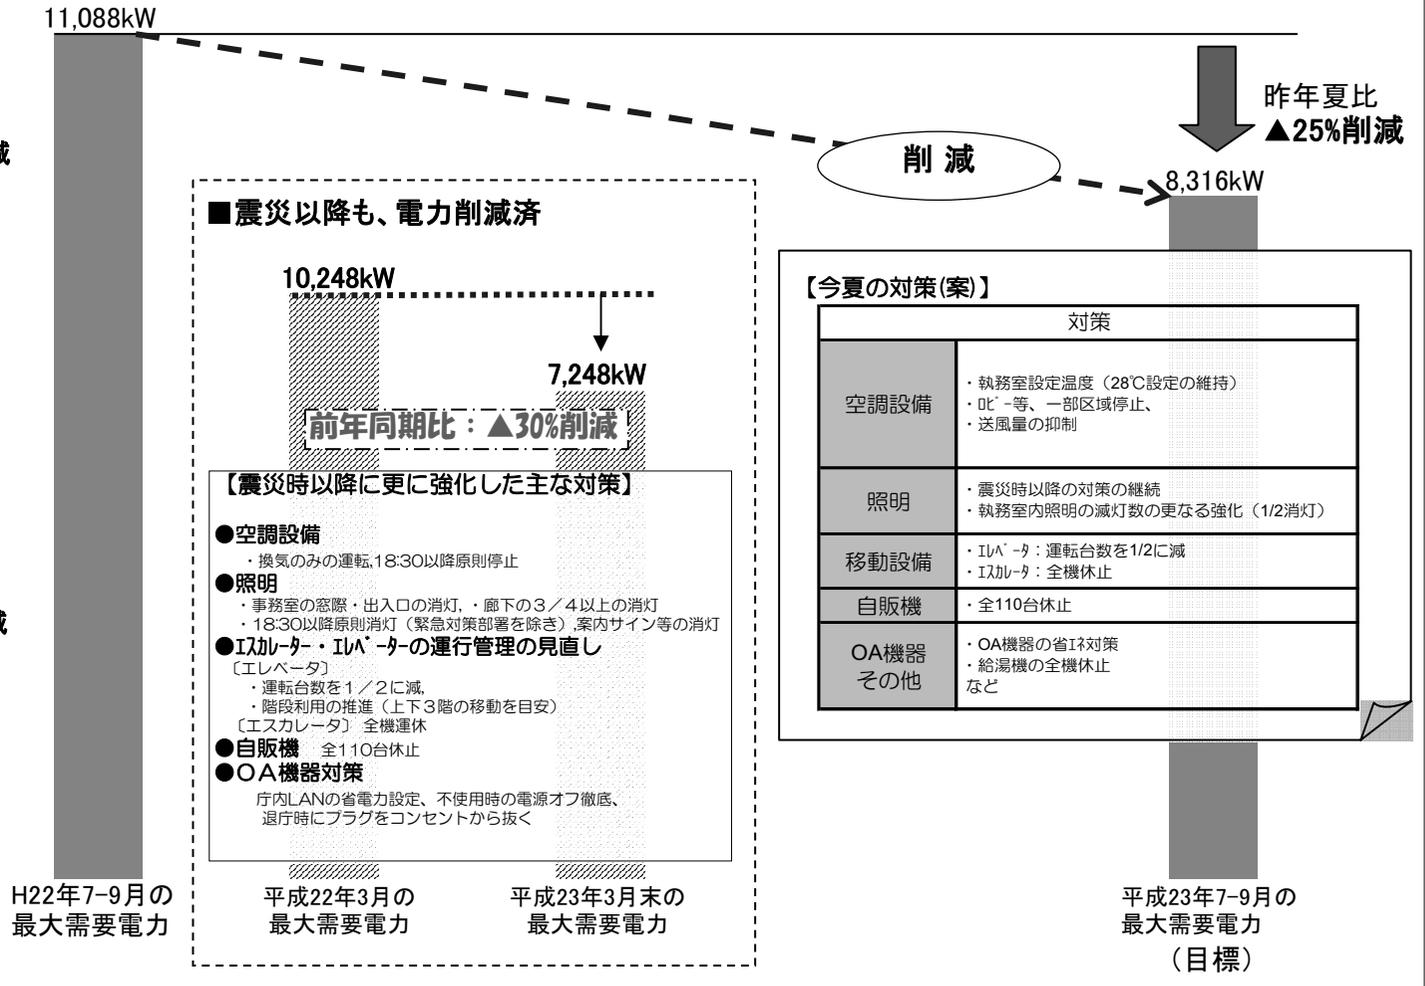 11,088kW
昨年夏比
▲25%削減
減
削 減
8,316kW
■震災以降も、電力削減済
10,248kW
7,248kW
前年同期比：▲30%削減
【震災時以降に更に強化した主な対策】
●空調設備
・換気のみの運転,18:30以降原則停止
●照明
・事務室の窓際・出入口の消灯, ・廊下の３／４以上の消灯
・18:30以降原則消灯（緊急対策部署を除き）,案内サイン等の消灯
●ｴｽｶﾚｰﾀｰ・ｴﾚﾍﾞｰﾀｰの運行管理の見直し
〔エレベータ〕
・運転台数を１／２に減,
・階段利用の推進（上下３階の移動を目安）
〔エスカレータ〕 全機運休
●自販機　全110台休止
●ＯＡ機器対策
庁内LANの省電力設定、不使用時の電源オフ徹底、
退庁時にプラグをコンセントから抜く
【今夏の対策(案)】
対策
空調設備
・執務室設定温度（28℃設定の維持）
・ﾛﾋﾞｰ等、一部区域停止、
・送風量の抑制
照明
・震災時以降の対策の継続
・執務室内照明の滅灯数の更なる強化（1/2消灯）
移動設備
・ｴﾚﾍﾞｰﾀ：運転台数を1/2に減
・ｴｽｶﾚｰﾀ：全機休止
自販機
・全110台休止
OA機器
その他
・OA機器の省ｴﾈ対策
・給湯機の全機休止
など
減
H22年7-9月の
最大需要電力
平成22年3月の
最大需要電力
平成23年3月末の
最大需要電力
平成23年7-9月の
最大需要電力
（目標）